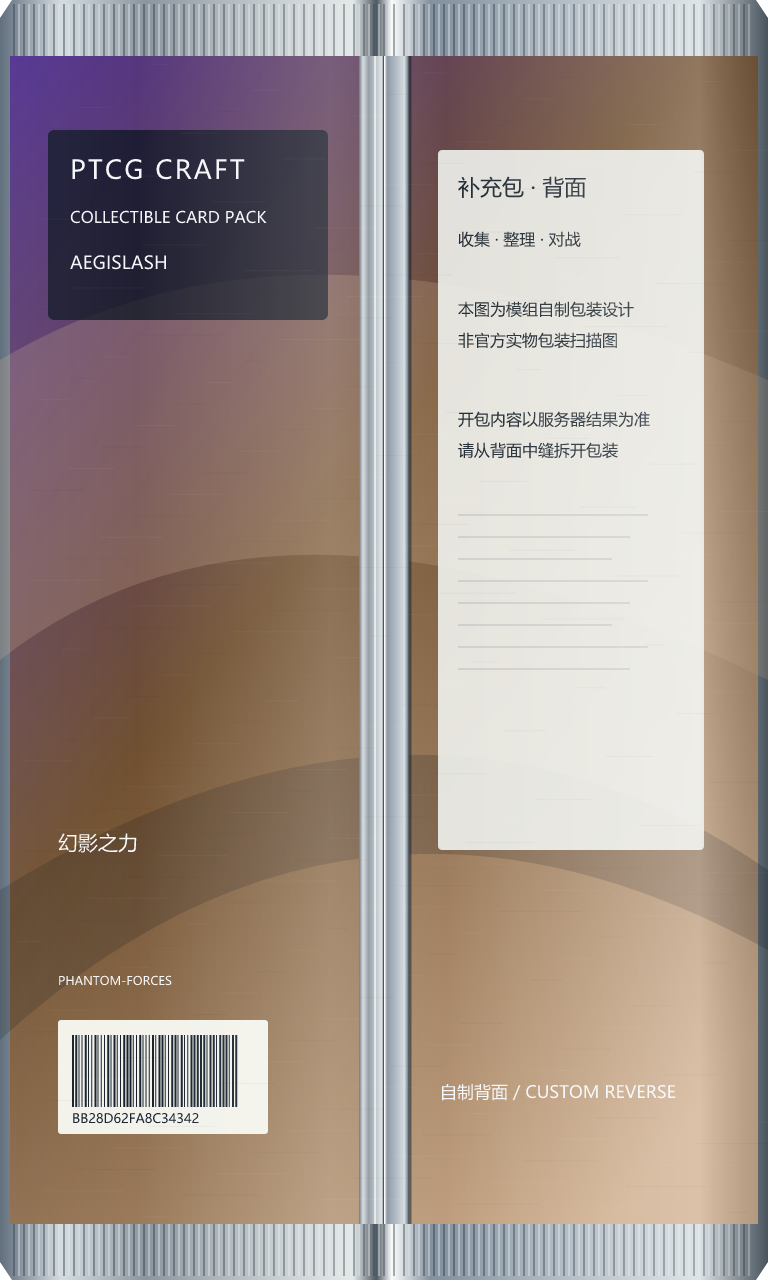 PTCG CRAFT
COLLECTIBLE CARD PACK
AEGISLASH
幻影之力
PHANTOM-FORCES
BB28D62FA8C34342
补充包 · 背面
收集 · 整理 · 对战
本图为模组自制包装设计
非官方实物包装扫描图
开包内容以服务器结果为准
请从背面中缝拆开包装
自制背面 / CUSTOM REVERSE